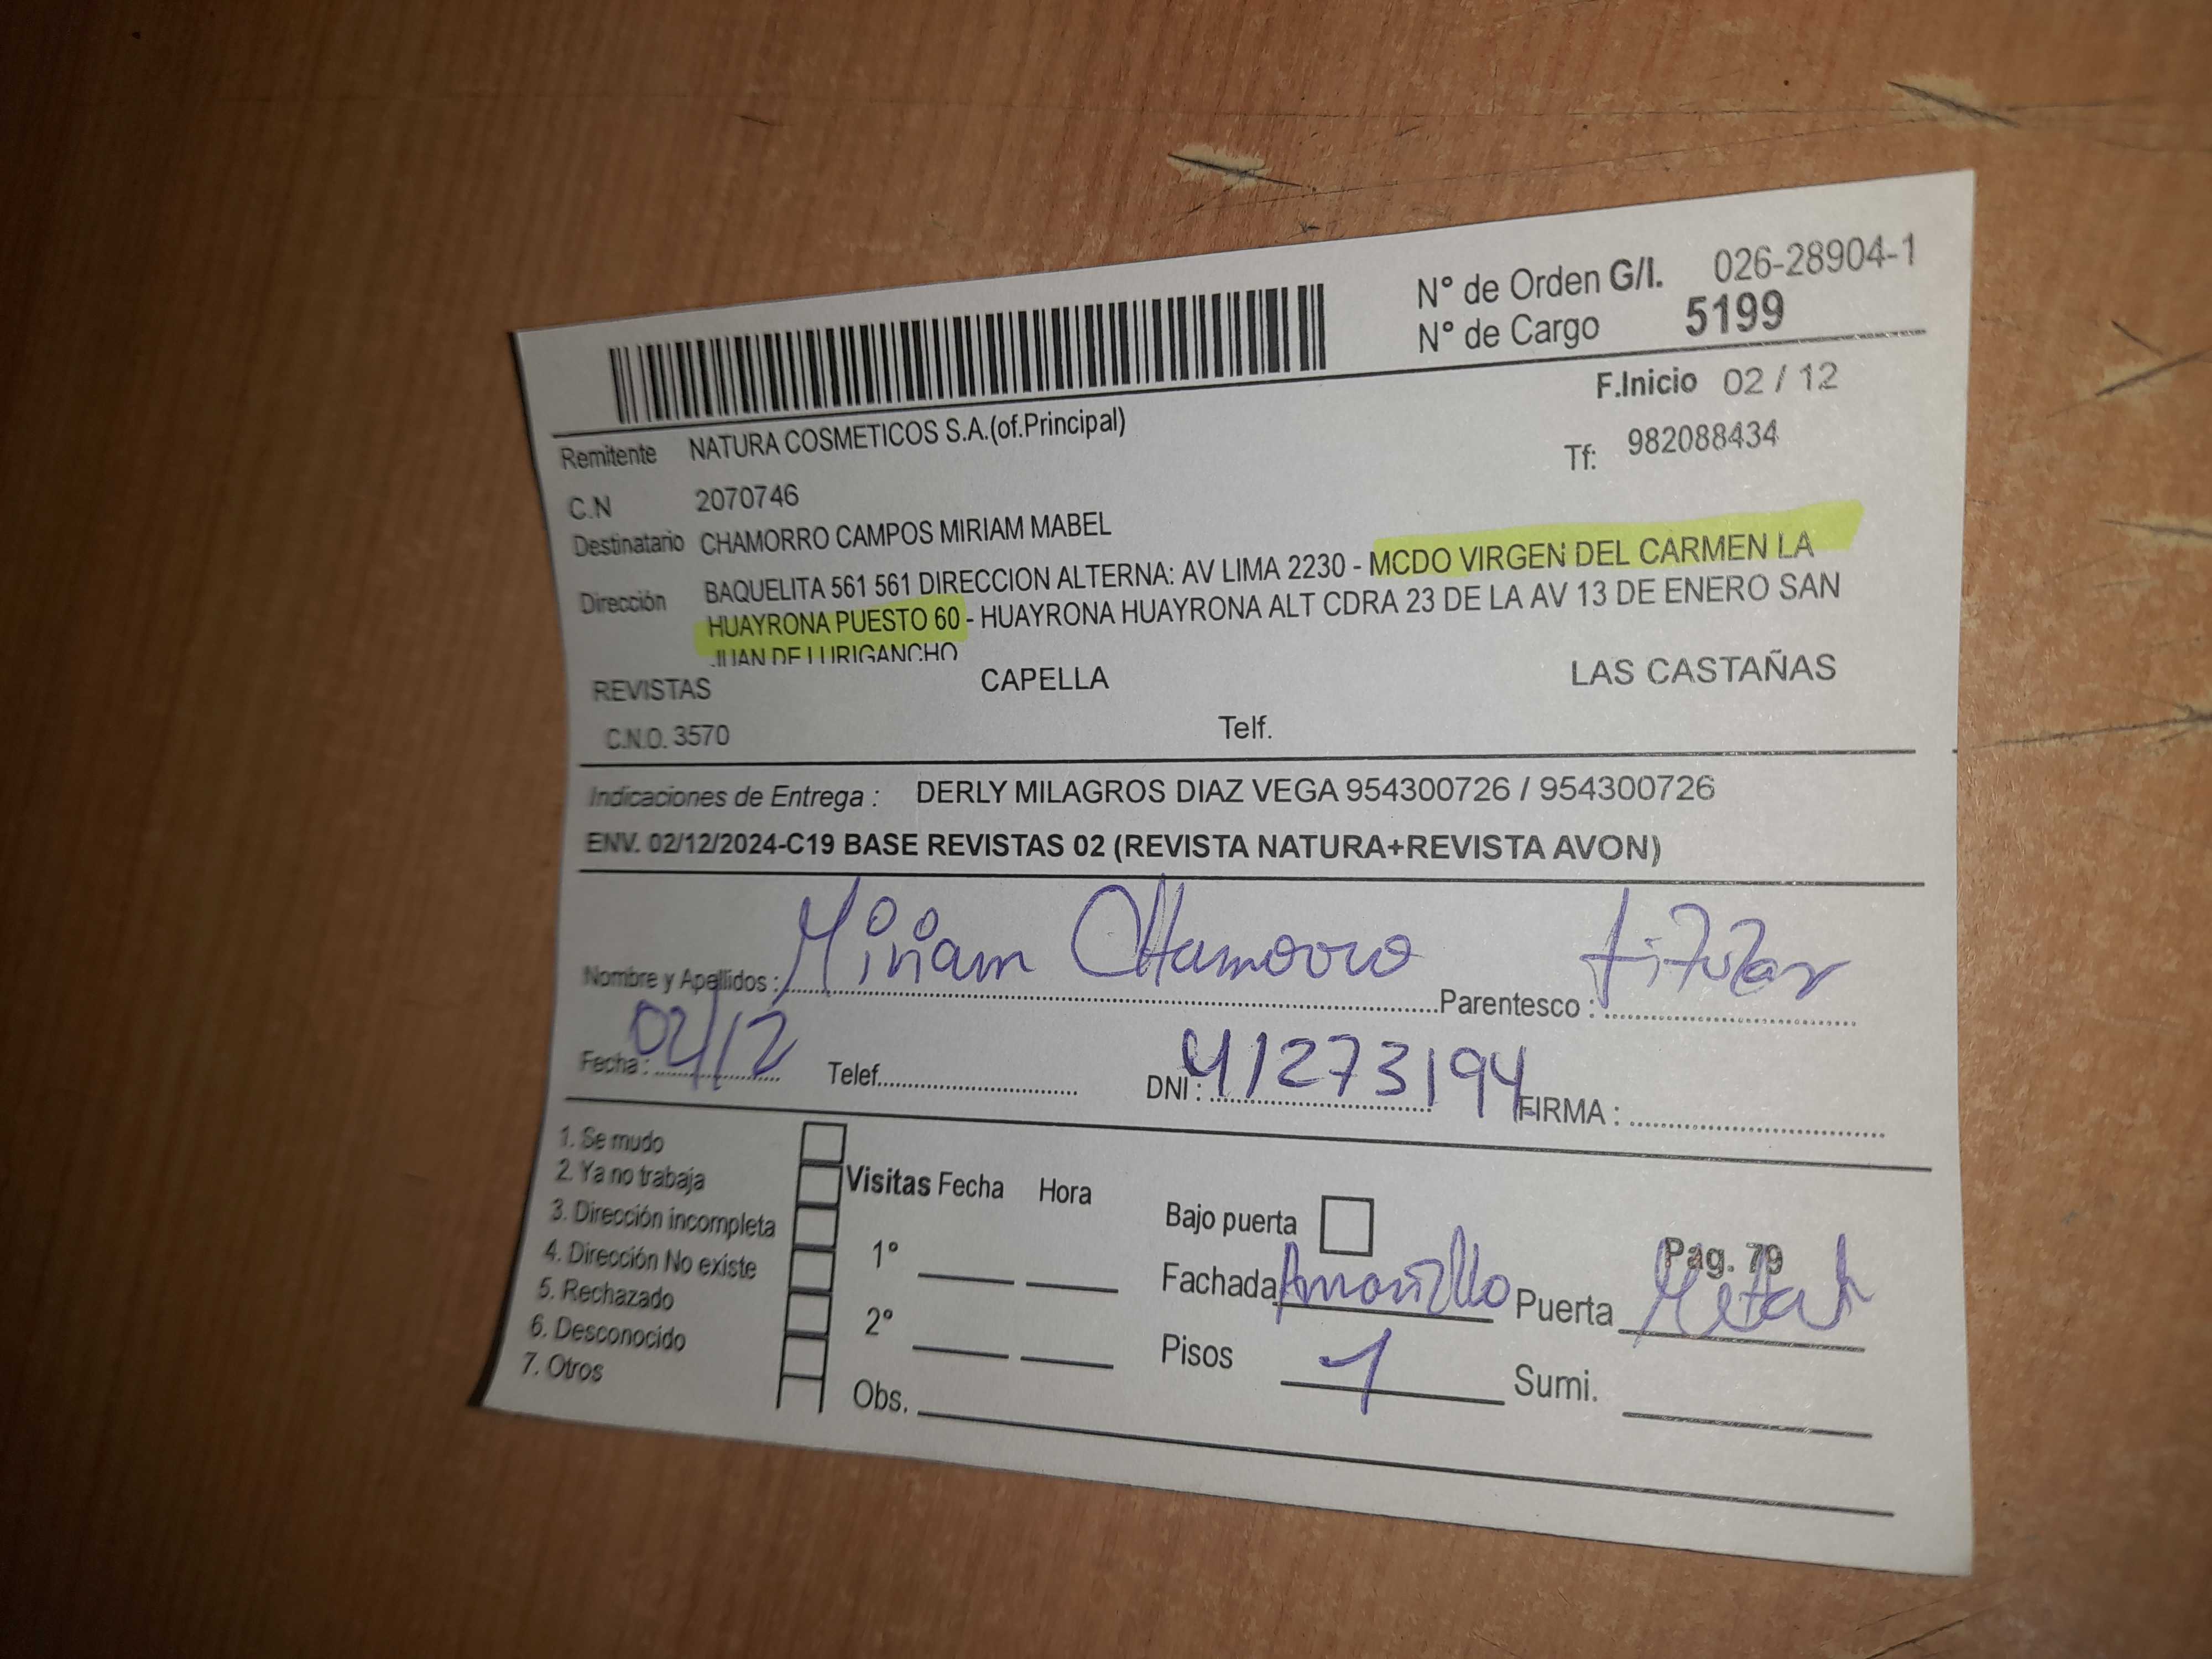 N° de Orden G/I. 026-28904-1
N° de Cargo 5199
F.Inicio 02 / 12
Remitente NATURA COSMETICOS S.A.(of.Principal)
Tf: 982088434
C.N 2070746
Destinatario CHAMORRO CAMPOS MIRIAM MABEL
Dirección BAQUELITA 561 561 DIRECCION ALTERNA: AV LIMA 2230 - MCDO VIRGEN DEL CARMEN LA
HUAYRONA PUESTO 60 - HUAYRONA HUAYRONA ALT CDRA 23 DE LA AV 13 DE ENERO SAN
JUAN DE LURIGANCHO
REVISTAS CAPELLA LAS CASTAÑAS
C.N.O. 3570 Telf.
Indicaciones de Entrega : DERLY MILAGROS DIAZ VEGA 954300726 / 954300726
ENV. 02/12/2024-C19 BASE REVISTAS 02 (REVISTA NATURA+REVISTA AVON)
Nombre y Apellidos : Miriam Chamorro Parentesco : titular
Fecha : 02/12 Telef. DNI : 41273194 FIRMA :
1. Se mudo
2. Ya no trabaja
3. Dirección incompleta
4. Dirección No existe
5. Rechazado
6. Desconocido
7. Otros
Visitas Fecha Hora
1°
2°
Obs.
Bajo puerta
Pag. 79
Fachada Amarillo Puerta Metal
Pisos 1 Sumi.